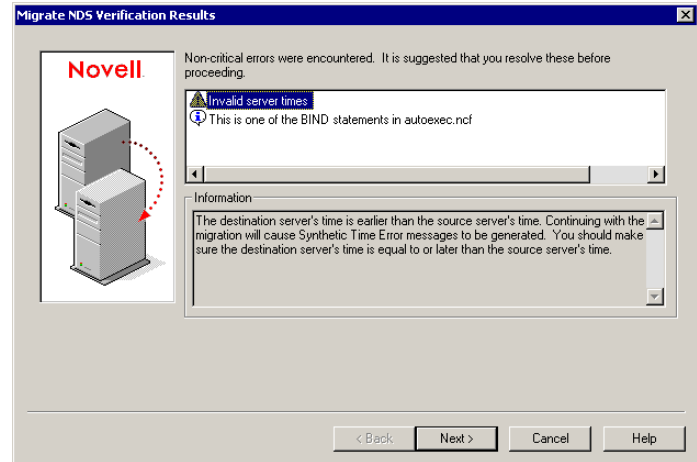 Migrate NDS Verification Results
Novell.
Non-critical errors were encountered. It is suggested that you resolve these before
proceeding.
Invalid server times
This is one of the BIND statements in autoexec.ncf
Information
The destination server's time is earlier than the source server's time. Continuing with the
migration will cause Synthetic Time Error messages to be generated. You should make
sure the destination server's time is equal to or later than the source server's time.
< Back
Next >
Cancel
Help